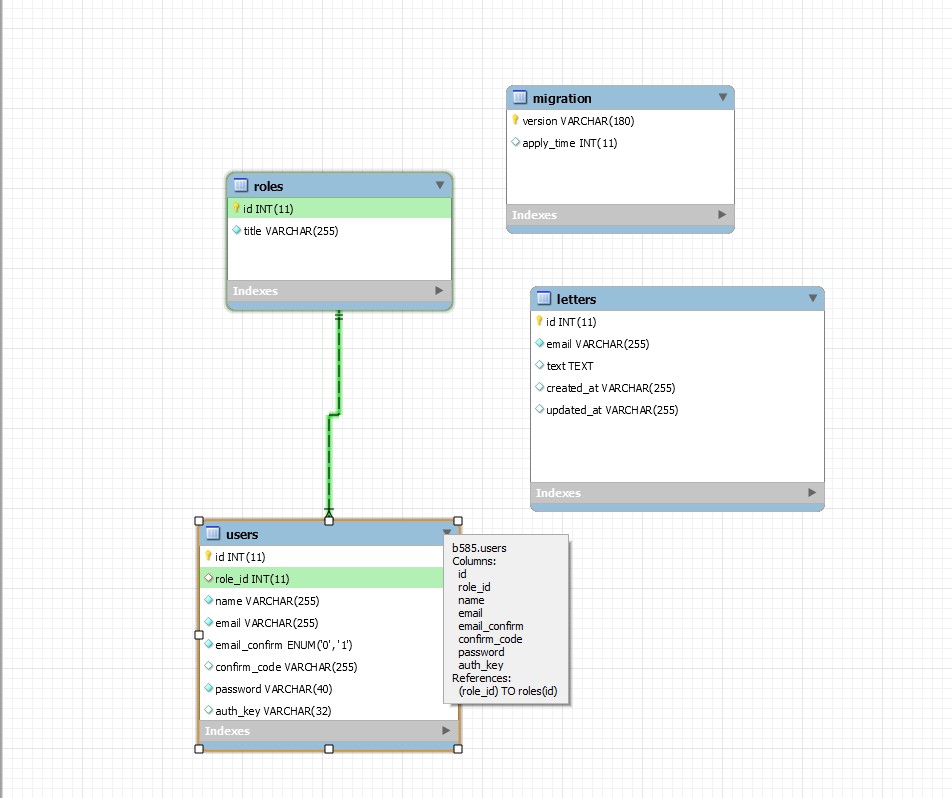 migration
version VARCHAR(180)
apply_time INT(11)
Indexes
roles
id INT(11)
title VARCHAR(255)
Indexes
letters
id INT(11)
email VARCHAR(255)
text TEXT
created_at VARCHAR(255)
updated_at VARCHAR(255)
Indexes
users
id INT(11)
role_id INT(11)
name VARCHAR(255)
email VARCHAR(255)
email_confirm ENUM('0', '1')
confirm_code VARCHAR(255)
password VARCHAR(40)
auth_key VARCHAR(32)
Indexes
b585.users
Columns:
id
role_id
name
email
email_confirm
confirm_code
password
auth_key
References:
(role_id) TO roles(id)